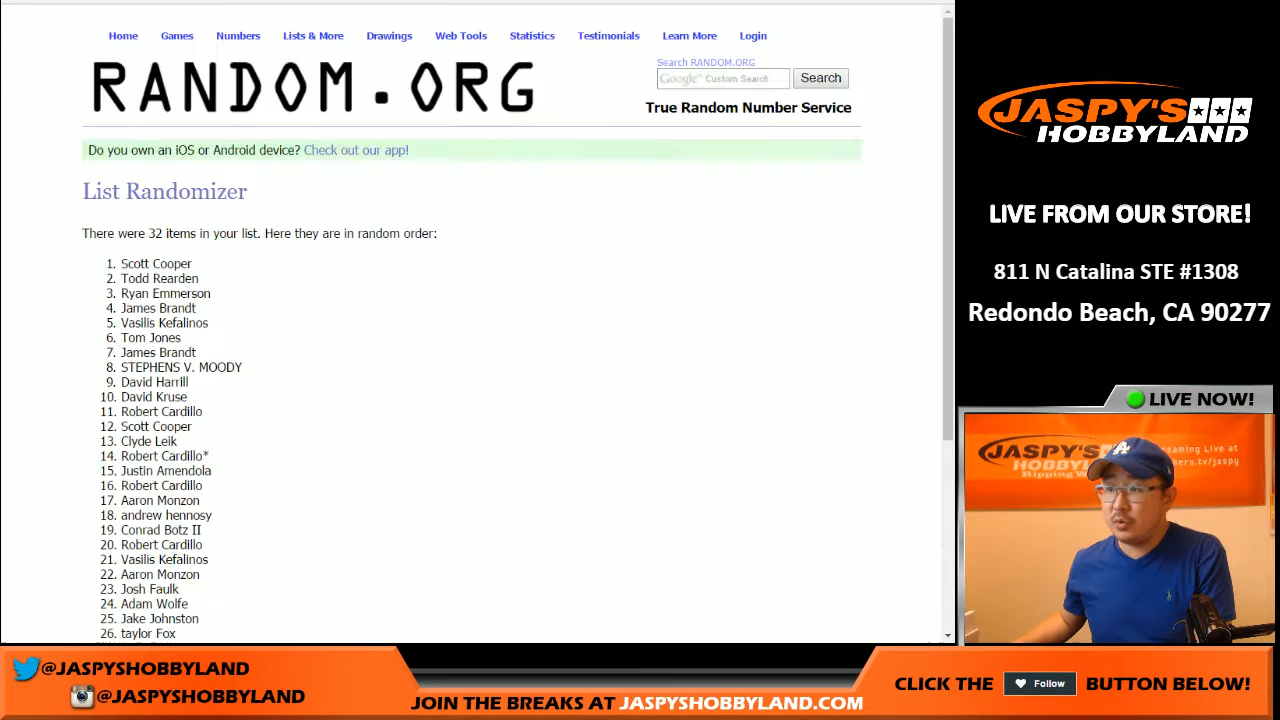 Home Games Numbers Lists & More Drawings Web Tools Statistics Testimonials Learn More Login
RANDOM.ORG
Search RANDOM.ORG
Google™ Custom Search Search
True Random Number Service
Do you own an iOS or Android device? Check out our app!
List Randomizer
There were 32 items in your list. Here they are in random order:
1. Scott Cooper
2. Todd Rearden
3. Ryan Emmerson
4. James Brandt
5. Vasilis Kefalinos
6. Tom Jones
7. James Brandt
8. STEPHENS V. MOODY
9. David Harrill
10. David Kruse
11. Robert Cardillo
12. Scott Cooper
13. Clyde Leik
14. Robert Cardillo*
15. Justin Amendola
16. Robert Cardillo
17. Aaron Monzon
18. andrew hennosy
19. Conrad Botz II
20. Robert Cardillo
21. Vasilis Kefalinos
22. Aaron Monzon
23. Josh Faulk
24. Adam Wolfe
25. Jake Johnston
26. taylor Fox
JASPY'S
HOBBYLAND
LIVE FROM OUR STORE!
811 N Catalina STE #1308
Redondo Beach, CA 90277
LIVE NOW!
JASPY'S
HOBBYLAND
Streaming Live at
@JASPYSHOBBYLAND
@JASPYSHOBBYLAND
JOIN THE BREAKS AT JASPYSHOBBYLAND.COM
CLICK THE Follow BUTTON BELOW!